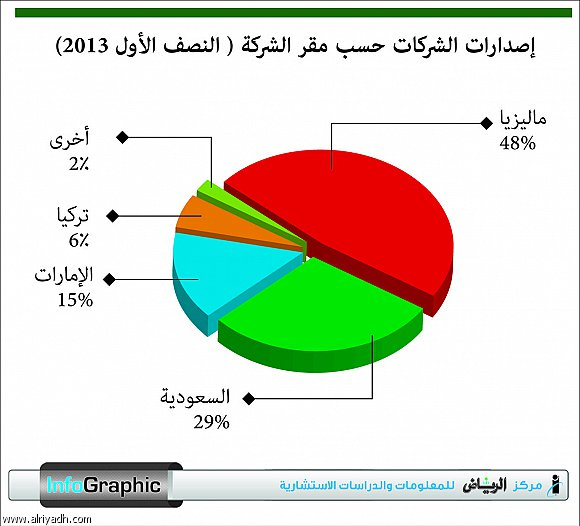 إصدارات الشركات حسب مقر الشركة ( النصف الأول 2013)
ماليزيا
48%
أخرى
2٪
تركيا
6٪
الإمارات
15%
السعودية
29%
مركز الرياض للمعلومات والدراسات الاستشارية
InfoGraphic
www.alriyadh.com